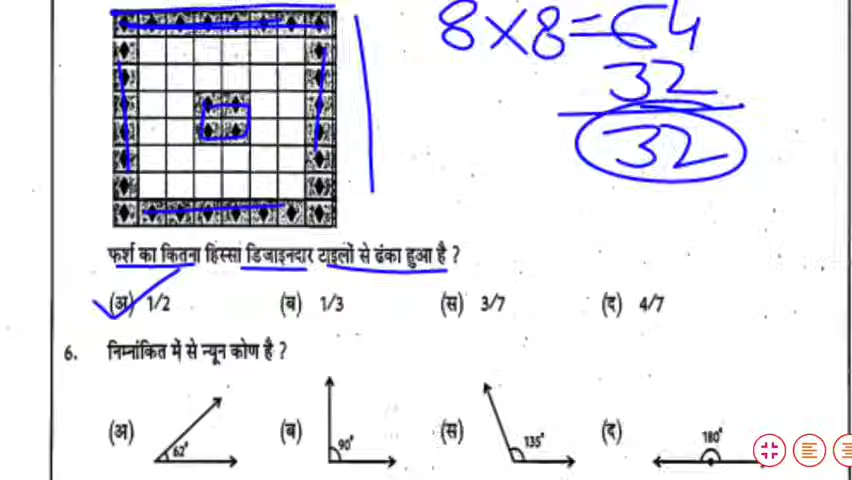 8×8=64
32
32
फर्श का कितना हिस्सा डिजाइनदार टाइलों से ढंका हुआ है ?
(अ) 1/2 (ब) 1/3 (स) 3/7 (द) 4/7
6. निम्नांकित में से न्यून कोण है ?
(अ) 62° (ब) 90° (स) 135° (द) 180°